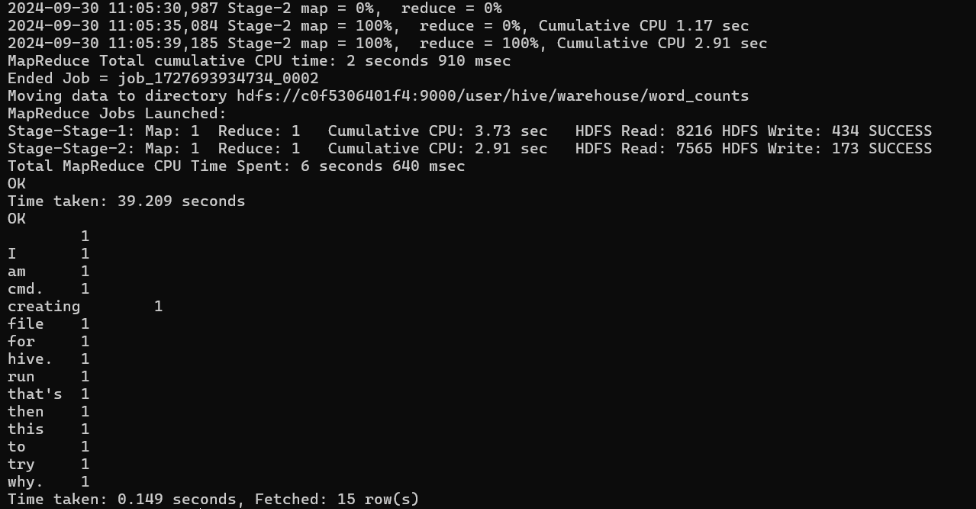 2024-09-30 11:05:30,987 Stage-2 map = 0%,  reduce = 0%
2024-09-30 11:05:35,084 Stage-2 map = 100%,  reduce = 0%, Cumulative CPU 1.17 sec
2024-09-30 11:05:39,185 Stage-2 map = 100%,  reduce = 100%, Cumulative CPU 2.91 sec
MapReduce Total cumulative CPU time: 2 seconds 910 msec
Ended Job = job_1727693934734_0002
Moving data to directory hdfs://c0f5306401f4:9000/user/hive/warehouse/word_counts
MapReduce Jobs Launched:
Stage-Stage-1: Map: 1  Reduce: 1   Cumulative CPU: 3.73 sec   HDFS Read: 8216 HDFS Write: 434 SUCCESS
Stage-Stage-2: Map: 1  Reduce: 1   Cumulative CPU: 2.91 sec   HDFS Read: 7565 HDFS Write: 173 SUCCESS
Total MapReduce CPU Time Spent: 6 seconds 640 msec
OK
Time taken: 39.209 seconds
OK
        1
I       1
am      1
cmd.    1
creating        1
file    1
for     1
hive.   1
run     1
that's  1
then    1
this    1
to      1
try     1
why.    1
Time taken: 0.149 seconds, Fetched: 15 row(s)